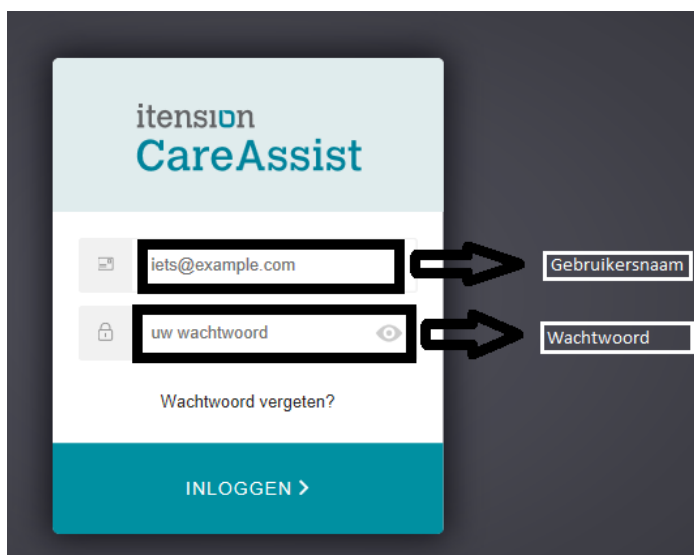 itension
CareAssist
iets@example.com
Gebruikersnaam
uw wachtwoord
Wachtwoord
Wachtwoord vergeten?
INLOGGEN